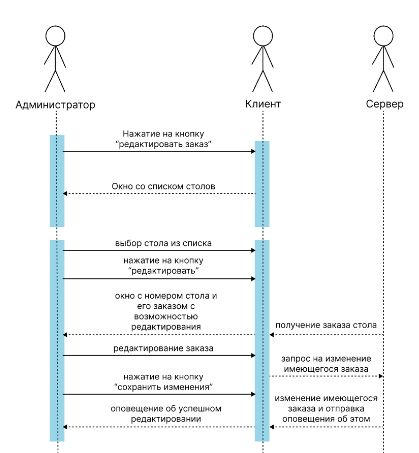 Администратор
Клиент
Сервер
Нажатие на кнопку
“редактировать заказ”
Окно со списком столов
выбор стола из списка
нажатие на кнопку
“редактировать”
окно с номером стола и
его заказом с
возможностью
редактирования
получение заказа стола
редактирование заказа
запрос на изменение
имеющегося заказа
нажатие на кнопку
“сохранить изменения”
изменение имеющегося
заказа и отправка
оповещения об этом
оповещение об успешном
редактировании